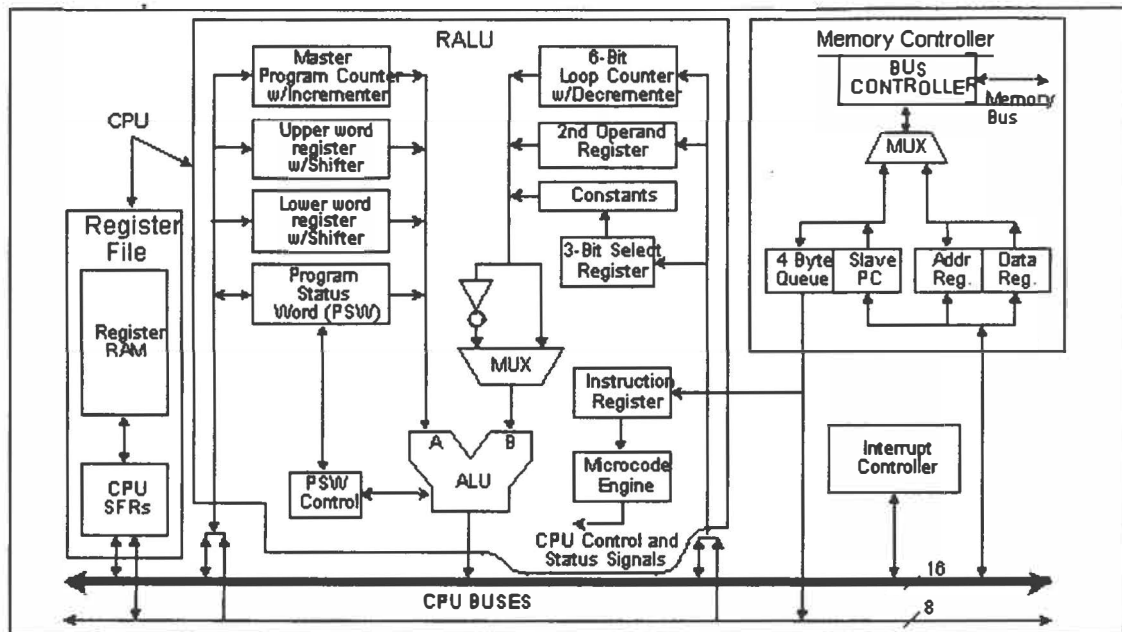 RALU
Memory Controller
Master
Program Counter
w/Incrementer
6-Bit
Loop Counter
w/Decremente
BUS
CONTROLLER
Memory
Bus
CPU
Upper word
register
w/Shifter
2nd Operand
Register
MUX
Constants
Register
File
Lower word
register
w/Shifter
3-Bit Select
Register
4 Byte
Queue
Slave
PC
Addr
Reg.
Data
Reg.
Program
Status
Word (PSW)
Register
RAM
MUX
Instruction
Register
A
B
ALU
Interrupt
Controller
CPU
SFRs
PSW
Control
Microcode
Engine
CPU Control and
Status Signals
16
CPU BUSES
8